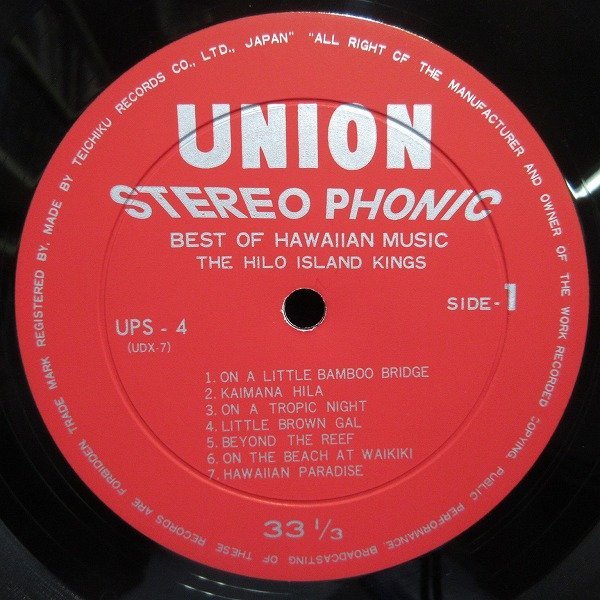 TRADE MARK REGISTERED BY. MADE BY TEICHIKU RECORDS CO., LTD., JAPAN" "ALL RIGHT OF THE MANUFACTURER AND OWNER OF THE WORK RECORDED COPYING PUBLIC PERFORMANCE. BROADCASTING OF THESE RECORDS ARE FORBIDDEN
UNION
STEREO PHONIC
BEST OF HAWAIIAN MUSIC
THE HILO ISLAND KINGS
SIDE-1
UPS - 4
(UDX-7)
1. ON A LITTLE BAMBOO BRIDGE
2. KAIMANA HILA
3. ON A TROPIC NIGHT
4. LITTLE BROWN GAL
5. BEYOND THE REEF
6. ON THE BEACH AT WAIKIKI
7. HAWAIIAN PARADISE
33 1/3